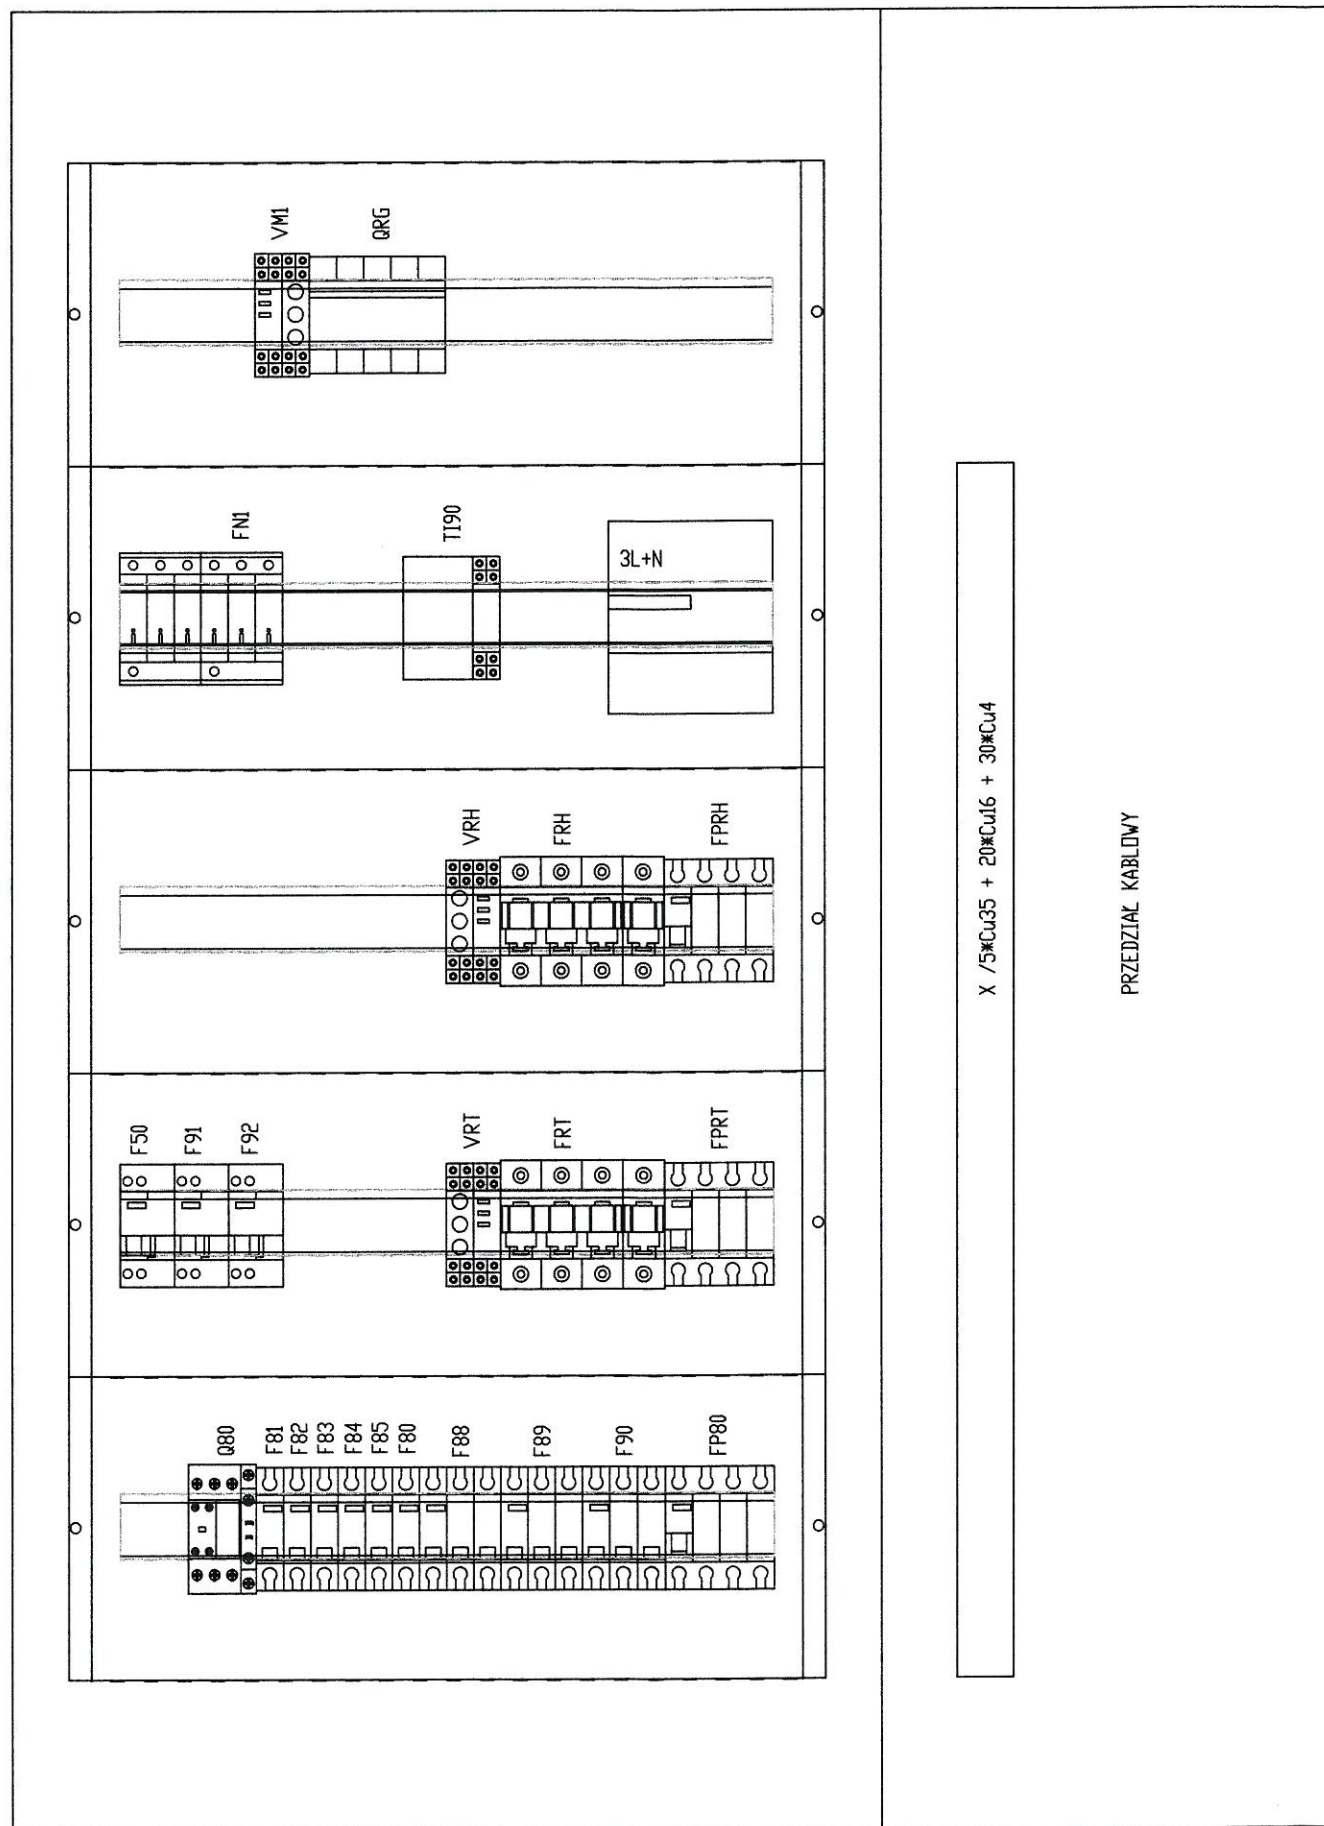 VM1
QRG
FN1
TI90
3L+N
VRH
FRH
FPRH
F50
F91
F92
VRT
FRT
FPRT
Q80
F81
F82
F83
F84
F85
F80
F88
F89
F90
FP80
X /5*Cu35 + 20*Cu16 + 30*Cu4
PRZEDZIAŁ KABLOWY